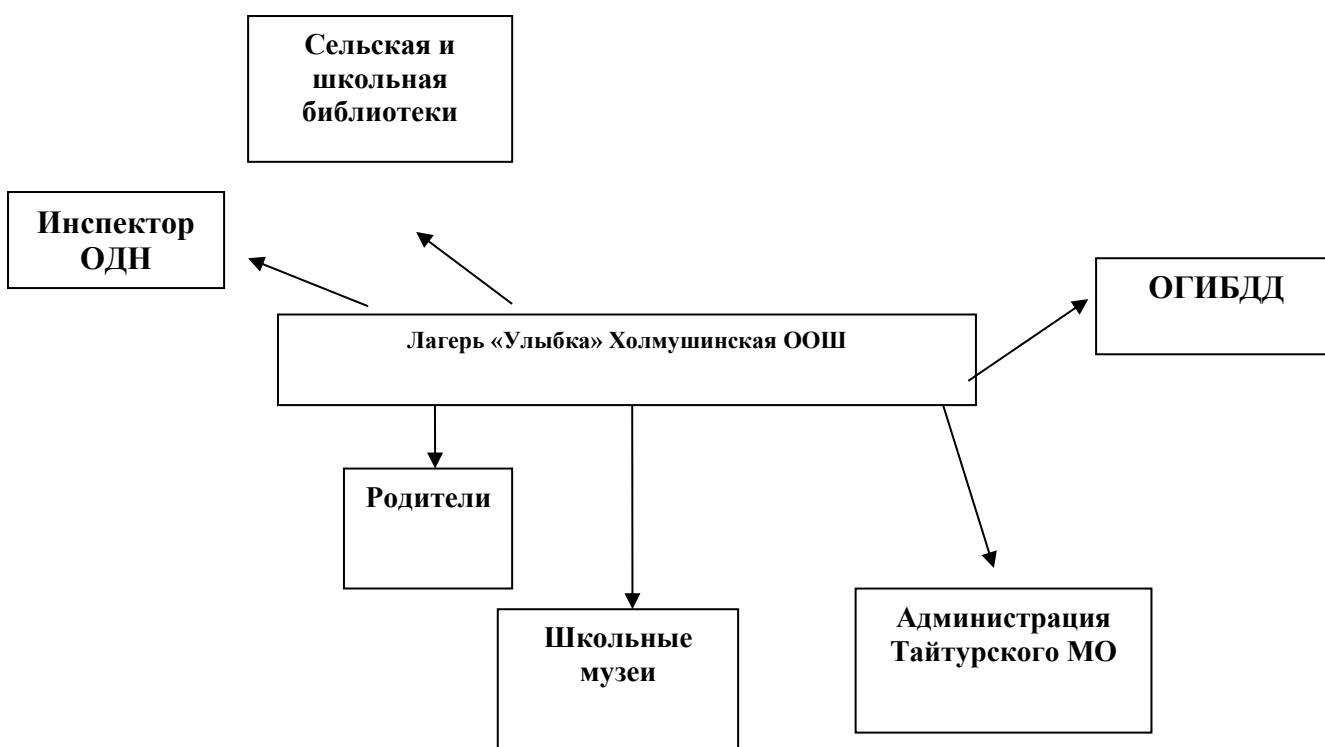 Сельская и
школьная
библиотеки
Инспектор
ОДН
ОГИБДД
Лагерь «Улыбка» Холмушинская ООШ
Родители
Школьные
музеи
Администрация
Тайтурского МО